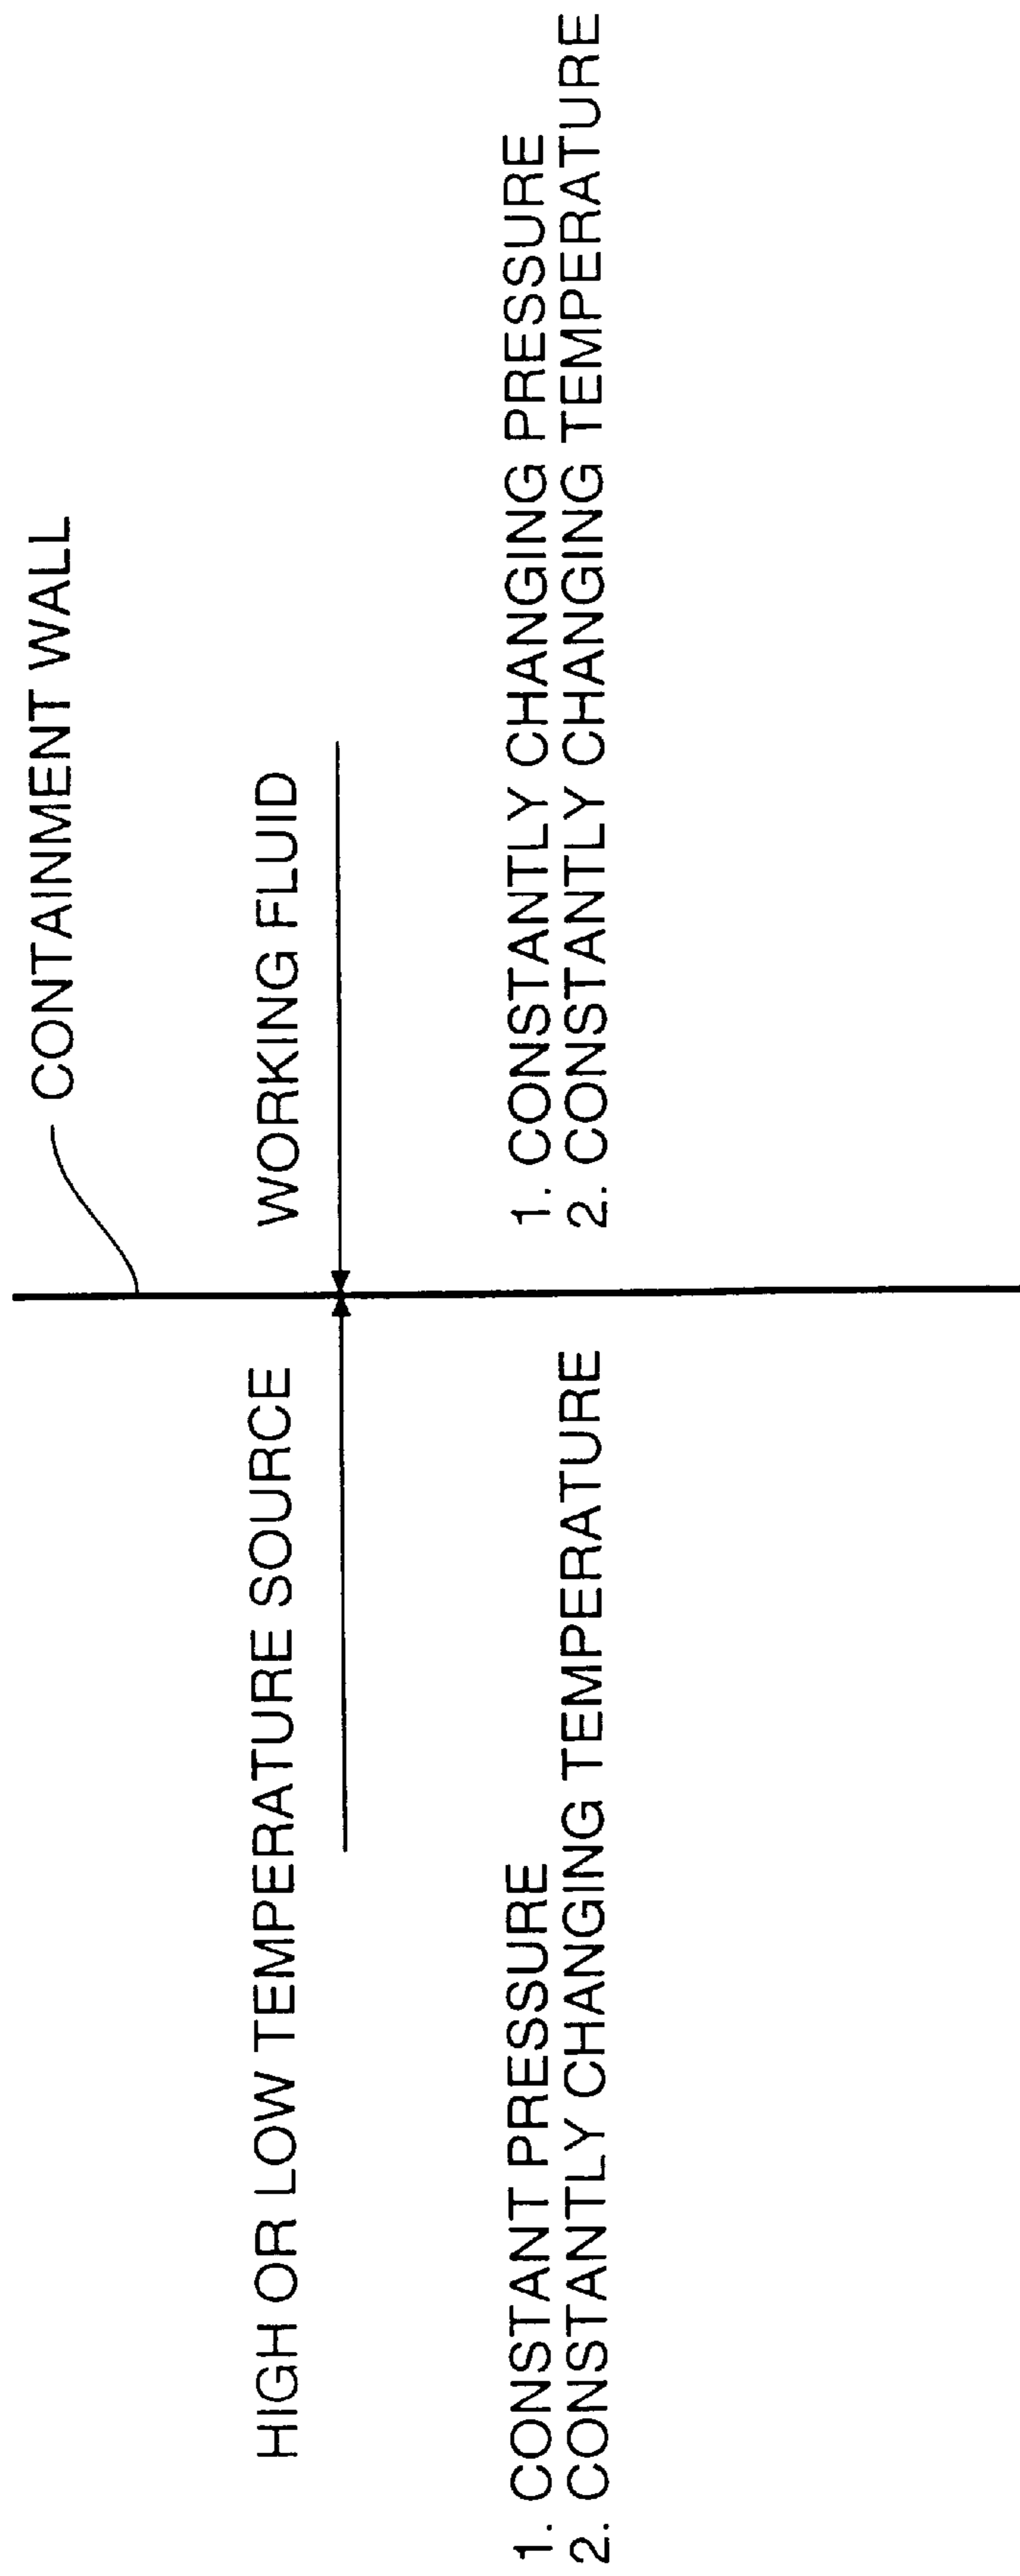 CONTAINMENT WALL
HIGH OR LOW TEMPERATURE SOURCE
WORKING FLUID
1. CONSTANT PRESSURE
2. CONSTANTLY CHANGING TEMPERATURE
1. CONSTANTLY CHANGING PRESSURE
2. CONSTANTLY CHANGING TEMPERATURE